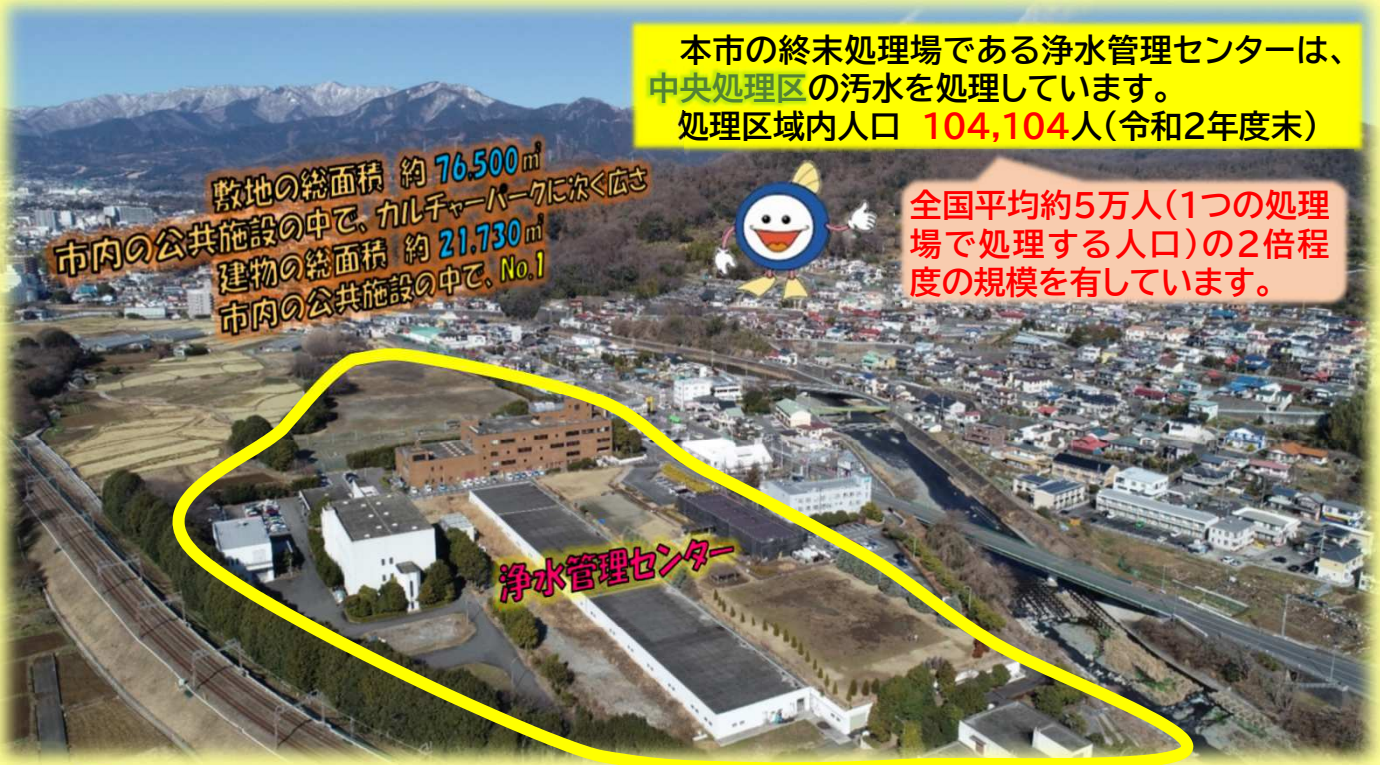 本市の終末処理場である浄水管理センターは、
中央処理区の汚水を処理しています。
処理区域内人口 104,104人(令和2年度末)
全国平均約5万人(1つの処理
場で処理する人口)の2倍程
度の規模を有しています。
敷地の総面積 約 76.500㎡
市内の公共施設の中で、カルチャーパークに次ぐ広さ
建物の総面積 約 21.730㎡
市内の公共施設の中で、No.1
浄水管理センター